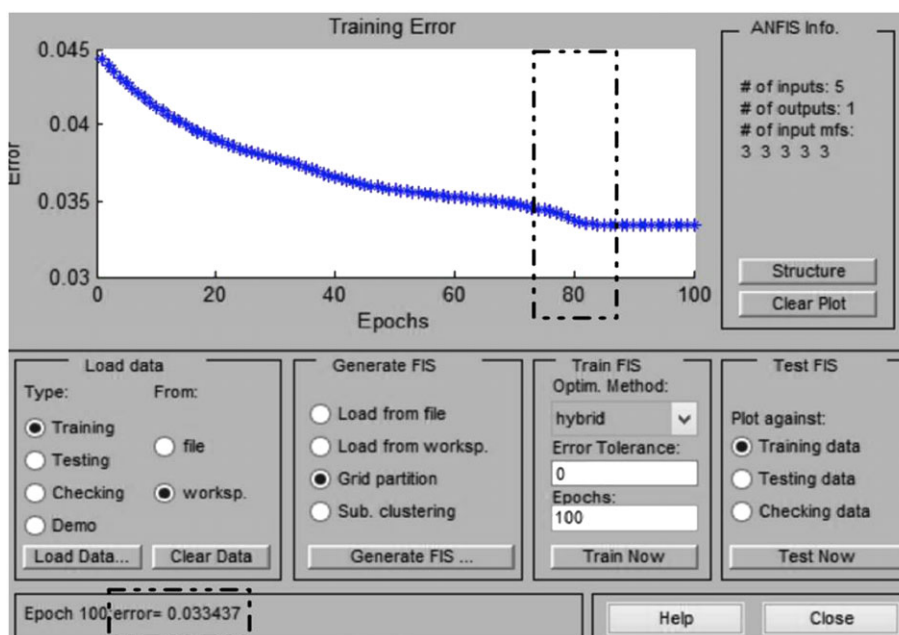 Training Error
0.045
0.04
0.035
0.03
Error
0 20 40 60 80 100
Epochs
ANFIS Info.
# of inputs: 5
# of outputs: 1
# of input mfs:
3 3 3 3 3
Structure
Clear Plot
Load data
Type: From:
Training
Testing
Checking
Demo
file
worksp.
Load Data... Clear Data
Generate FIS
Load from file
Load from worksp.
Grid partition
Sub. clustering
Generate FIS ...
Train FIS
Optim. Method:
hybrid
Error Tolerance:
0
Epochs:
100
Train Now
Test FIS
Plot against:
Training data
Testing data
Checking data
Test Now
Epoch 100:error= 0.033437
Help Close